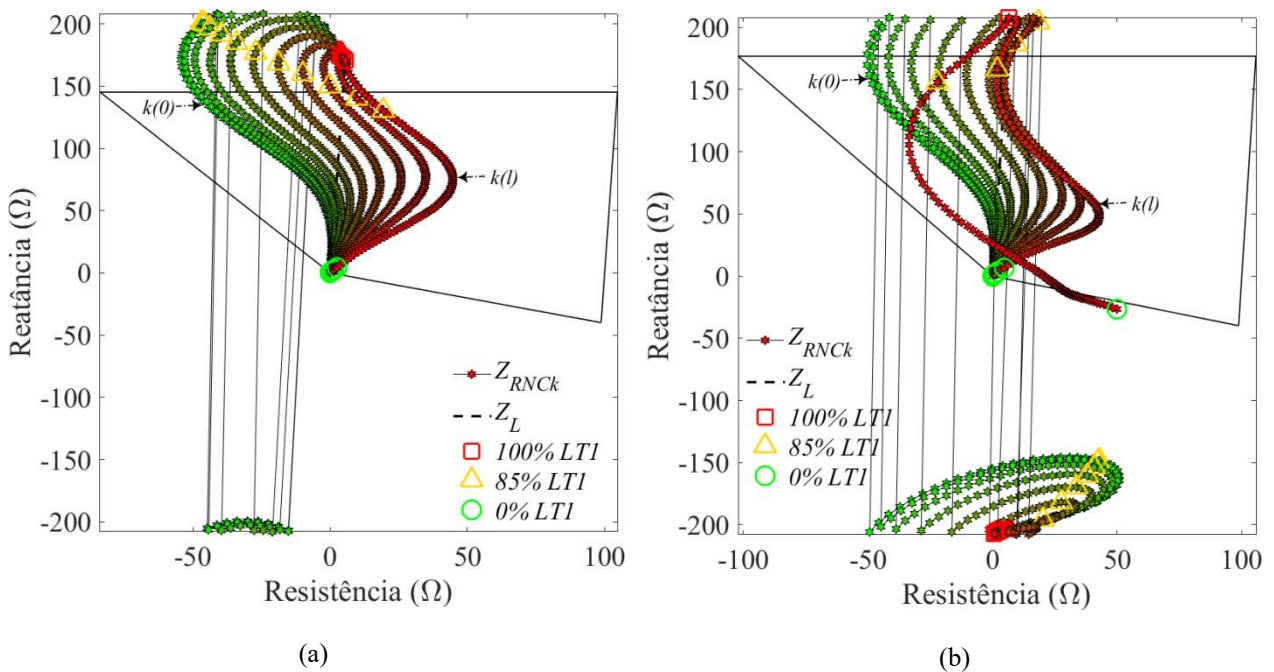 200
150
100
50
0
-50
-100
-150
-200
Reatância (Ω)
k(0)
k(l)
Z_RNCk
Z_L
100% LT1
85% LT1
0% LT1
-50 0 50 100
Resistência (Ω)
(a)
200
150
100
50
0
-50
-100
-150
-200
Reatância (Ω)
k(0)
k(l)
Z_RNCk
Z_L
100% LT1
85% LT1
0% LT1
-100 -50 0 50 100
Resistência (Ω)
(b)